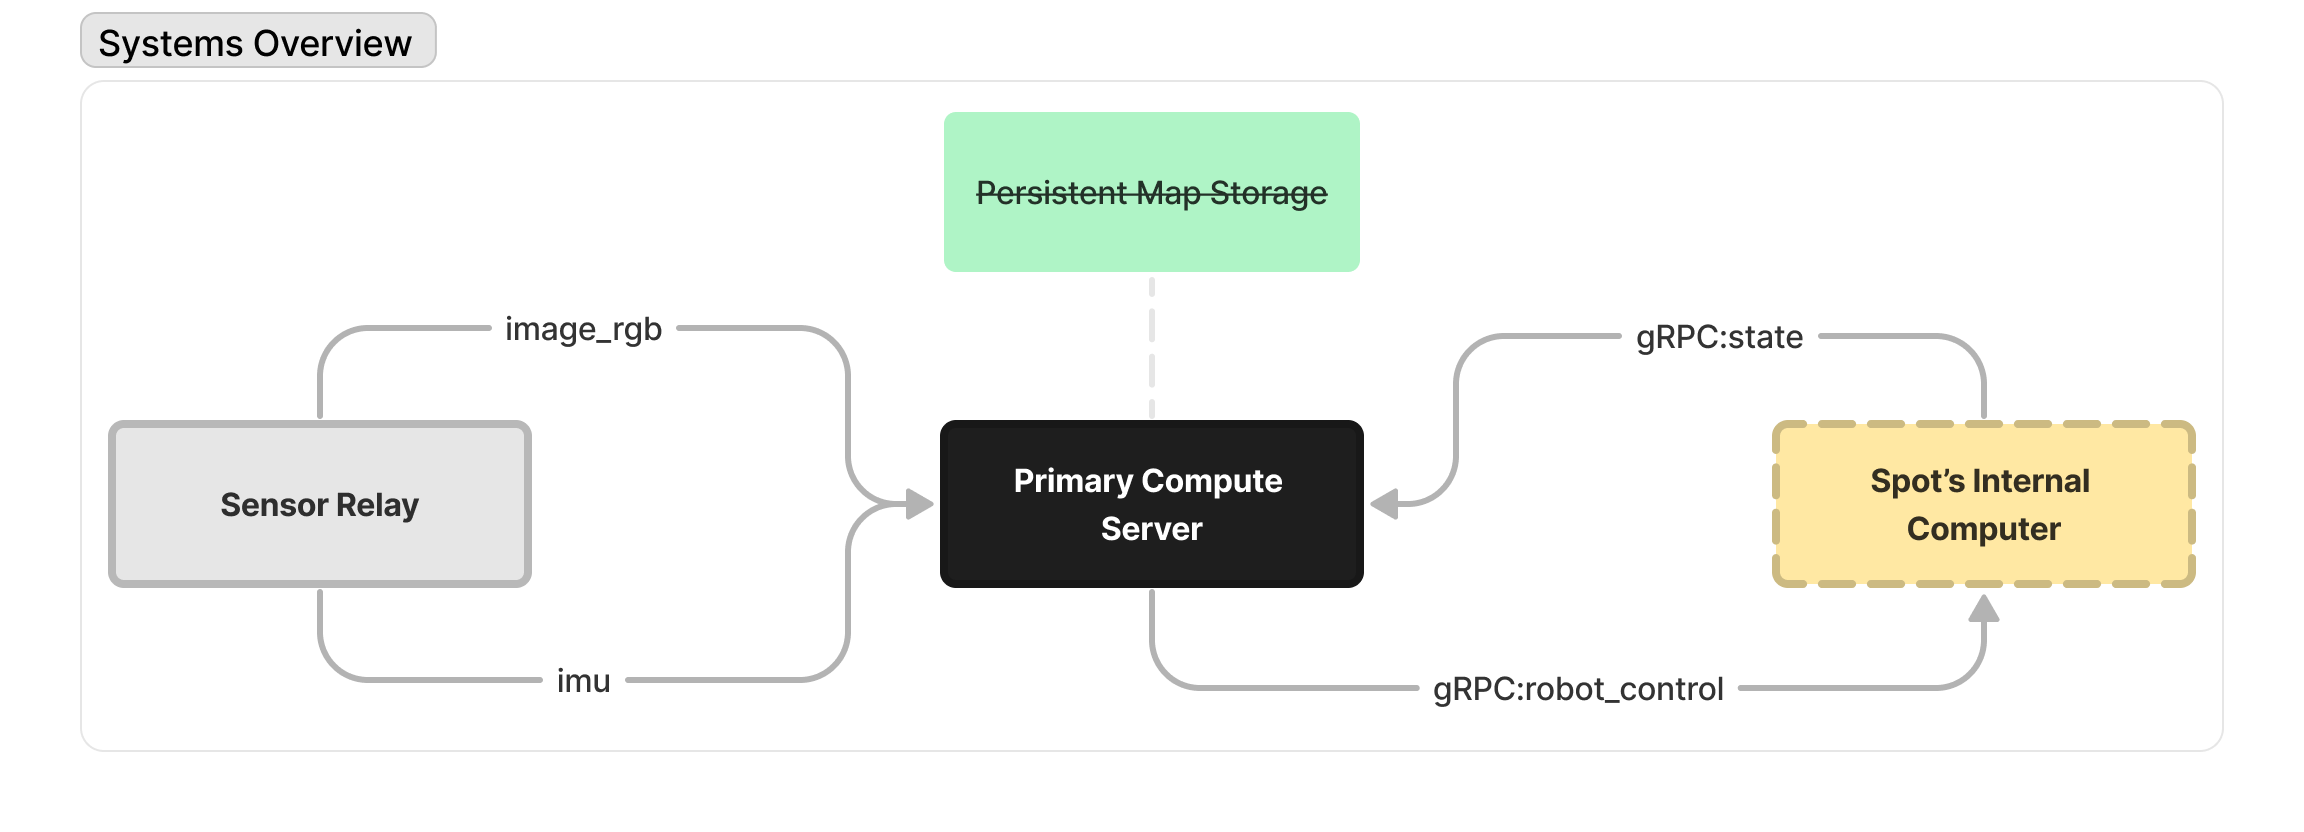 Systems Overview
Persistent Map Storage
image_rgb
gRPC:state
Sensor Relay
Primary Compute
Server
Spot’s Internal
Computer
imu
gRPC:robot_control